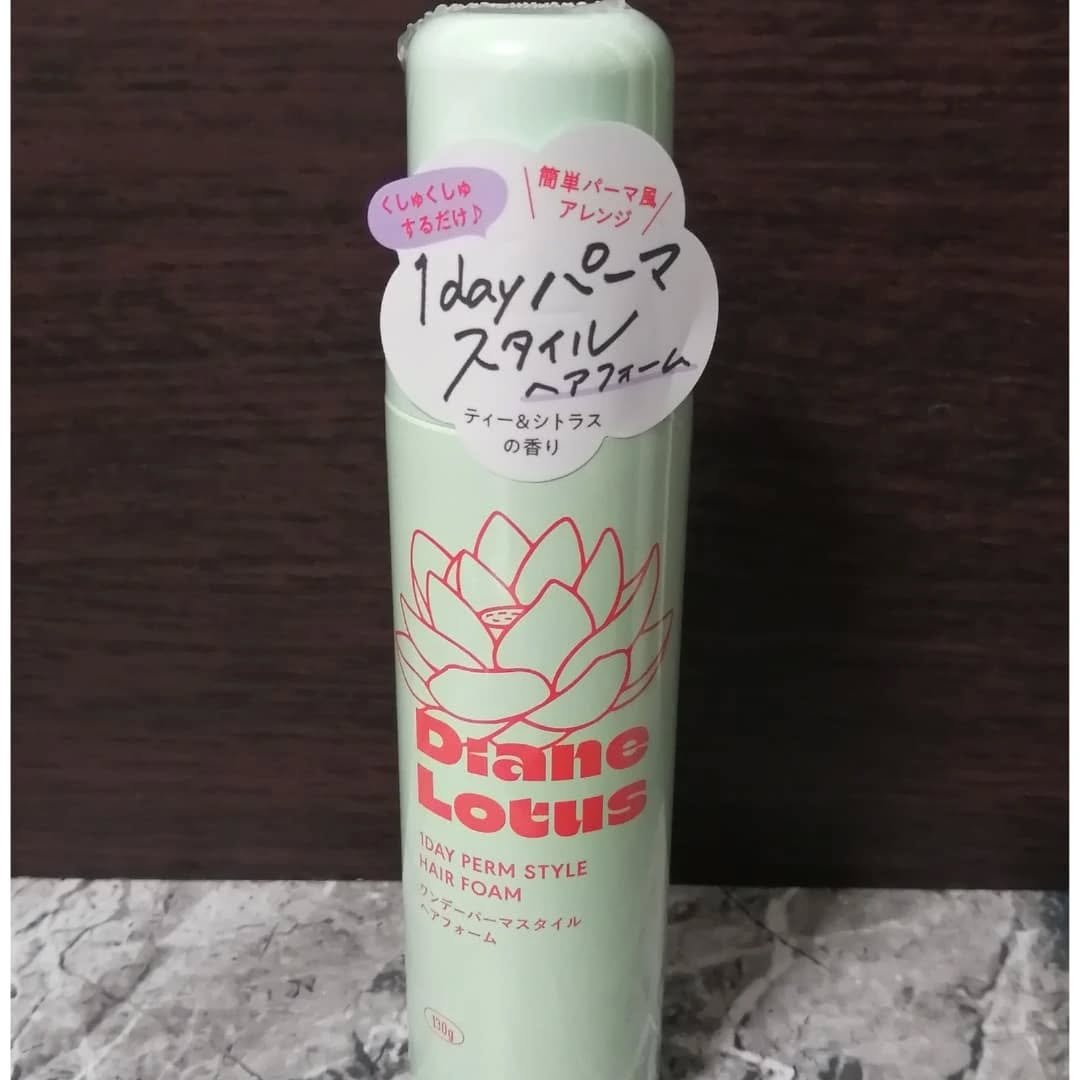 くしゅくしゅ
するだけ♪
簡単パーマ風
アレンジ
1dayパーマ
スタイル
ヘアフォーム
ティー&シトラス
の香り
Diane
Lotus
1DAY PERM STYLE
HAIR FOAM
ワンデーパーマスタイル
ヘアフォーム
130g